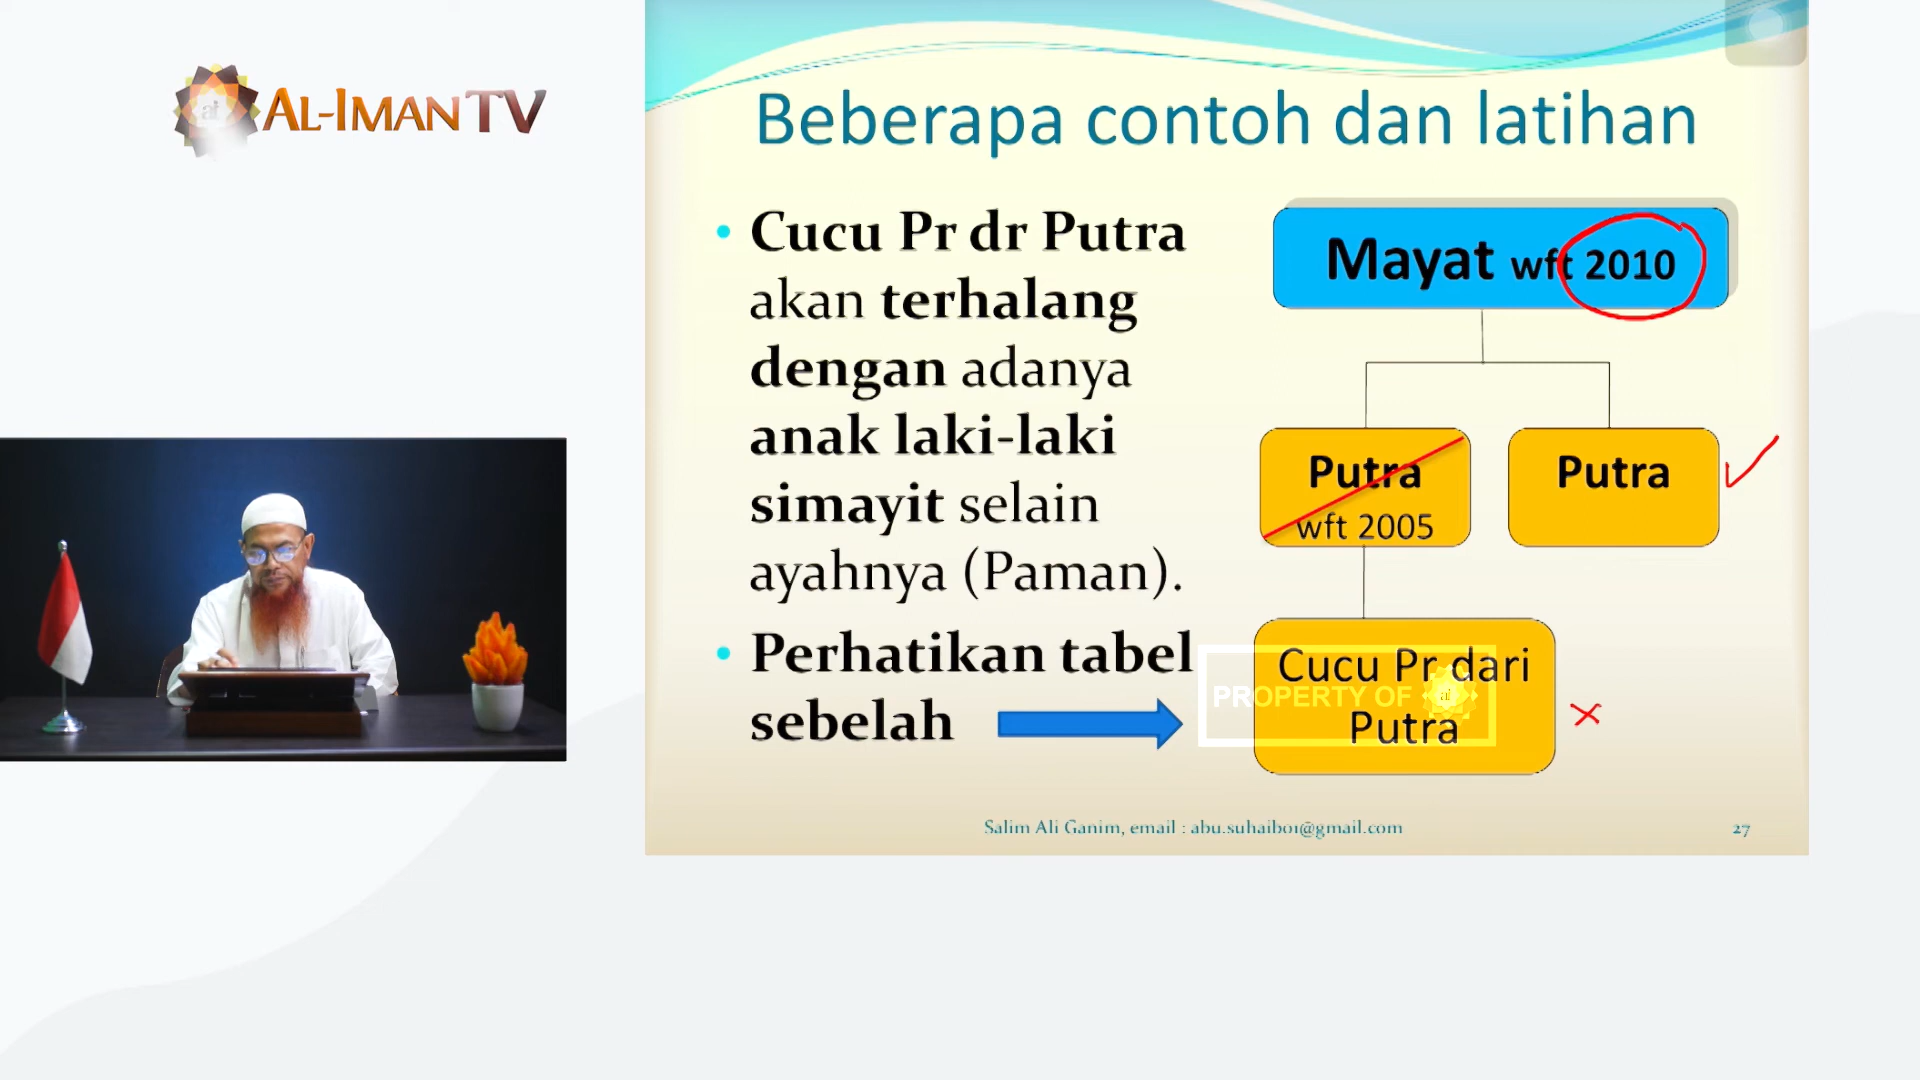 AL-IMAN TV
Beberapa contoh dan latihan
• Cucu Pr dr Putra
akan terhalang
dengan adanya
anak laki-laki
simayit selain
ayahnya (Paman).
• Perhatikan tabel
sebelah
Mayat wft 2010
Putra
wft 2005
Putra
Cucu Pr dari
Putra
PROPERTY OF ai
Salim Ali Ganim, email : abu.suhaib01@gmail.com
27